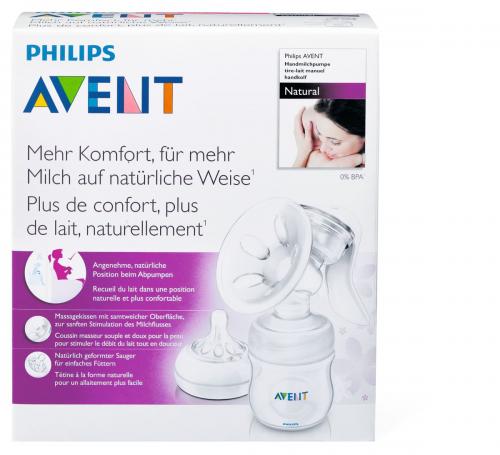 PHILIPS
AVENT
Philips AVENT
Handmilchpumpe
tire-lait manuel
handkolf
Natural
0% BPA
Mehr Komfort, für mehr
Milch auf natürliche Weise¹
Plus de confort, plus
de lait, naturellement¹
Angenehme, natürliche
Position beim Abpumpen
Recueil du lait dans une position
naturelle et plus confortable
Massagekissen mit samtweicher Oberfläche,
zur sanften Stimulation des Milchflusses
Coussin masseur souple et doux pour la peau
pour stimuler le débit du lait tout en douceur
Natürlich geformter Sauger
für einfaches Füttern
Tétine à la forme naturelle
pour un allaitement plus facile
AVENT
PHILIPS